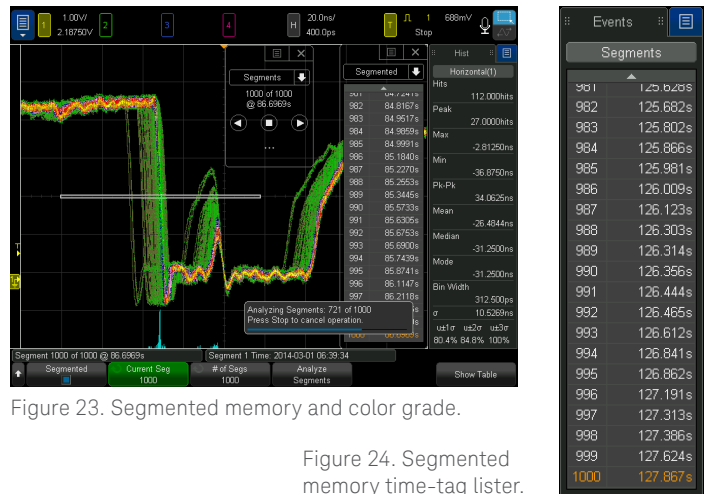 1
1.00V/
2.18750V
2
3
4
H
20.0ns/
400.0ps
T
1
688mV
Stop
Segments
1000 of 1000
@ 86.6969s
...
Segmented
981 84.7241s
982 84.8167s
983 84.9517s
984 84.9859s
985 84.9991s
986 85.1840s
987 85.2270s
988 85.2553s
989 85.3445s
990 85.5733s
991 85.6305s
992 85.6753s
993 85.6900s
994 85.7439s
995 85.8741s
996 86.1147s
997 86.2118s
1000 86.6969s
Hist
Horizontal(1)
Hits
112.000hits
Peak
27.0000hits
Max
-2.81250ns
Min
-36.8750ns
Pk-Pk
34.0625ns
Mean
-26.4844ns
Median
-31.2500ns
Mode
-31.2500ns
Bin Width
312.500ps
σ
10.5269ns
u±1σ u±2σ u±3σ
80.4% 84.8% 100%
Analyzing Segments: 721 of 1000
Press Stop to cancel operation.
T
Segment 1000 of 1000 @ 86.6969s
Segment 1 Time: 2014-03-01 06:39:34
Segmented
Current Seg
1000
# of Segs
1000
Analyze
Segments
Show Table
Figure 23. Segmented memory and color grade.
Events
Segments
981 125.628s
982 125.682s
983 125.802s
984 125.866s
985 125.981s
986 126.009s
987 126.123s
988 126.303s
989 126.314s
990 126.356s
991 126.444s
992 126.465s
993 126.612s
994 126.841s
995 126.862s
996 127.191s
997 127.313s
998 127.386s
999 127.624s
1000 127.867s
Figure 24. Segmented
memory time-tag lister.